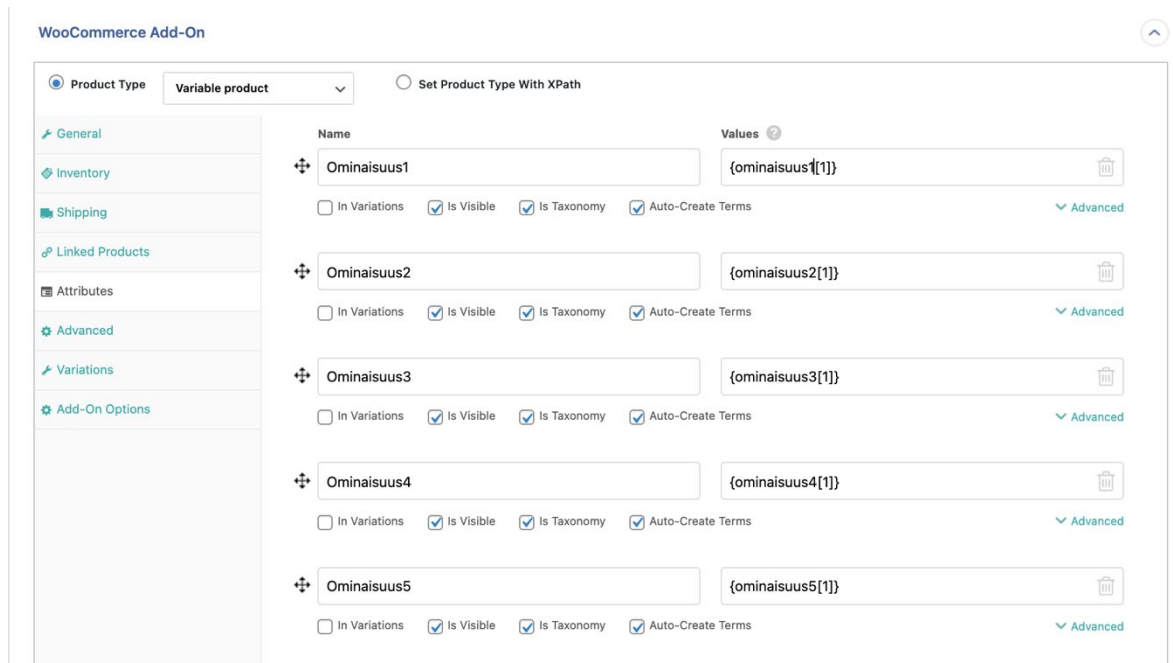 WooCommerce Add-On
Product Type Variable product Set Product Type With XPath
General
Inventory
Shipping
Linked Products
Attributes
Advanced
Variations
Add-On Options
Name Values ?
Ominaisuus1 {ominaisuus1[1]}
In Variations Is Visible Is Taxonomy Auto-Create Terms Advanced
Ominaisuus2 {ominaisuus2[1]}
In Variations Is Visible Is Taxonomy Auto-Create Terms Advanced
Ominaisuus3 {ominaisuus3[1]}
In Variations Is Visible Is Taxonomy Auto-Create Terms Advanced
Ominaisuus4 {ominaisuus4[1]}
In Variations Is Visible Is Taxonomy Auto-Create Terms Advanced
Ominaisuus5 {ominaisuus5[1]}
In Variations Is Visible Is Taxonomy Auto-Create Terms Advanced